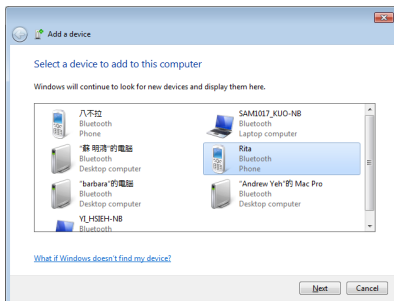 Add a device
Select a device to add to this computer
Windows will continue to look for new devices and display them here.
八不拉
Bluetooth
Phone
SAM1017_KUO-NB
Bluetooth
Laptop computer
"蘇 明清"的電腦
Bluetooth
Desktop computer
Rita
Bluetooth
Phone
"barbara"的電腦
Bluetooth
Desktop computer
"Andrew Yeh"的 Mac Pro
Bluetooth
Desktop computer
YI_HSIEH-NB
Bluetooth
What if Windows doesn't find my device?
Next
Cancel